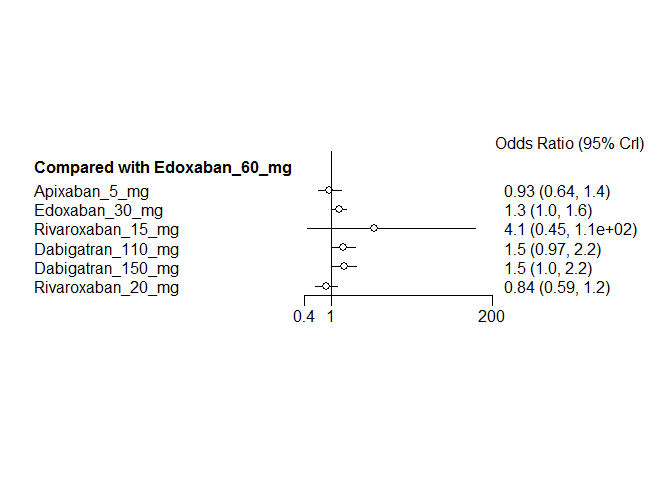 Odds Ratio (95% CrI)
Compared with Edoxaban_60_mg
Apixaban_5_mg 0.93 (0.64, 1.4)
Edoxaban_30_mg 1.3 (1.0, 1.6)
Rivaroxaban_15_mg 4.1 (0.45, 1.1e+02)
Dabigatran_110_mg 1.5 (0.97, 2.2)
Dabigatran_150_mg 1.5 (1.0, 2.2)
Rivaroxaban_20_mg 0.84 (0.59, 1.2)
0.4 1 200